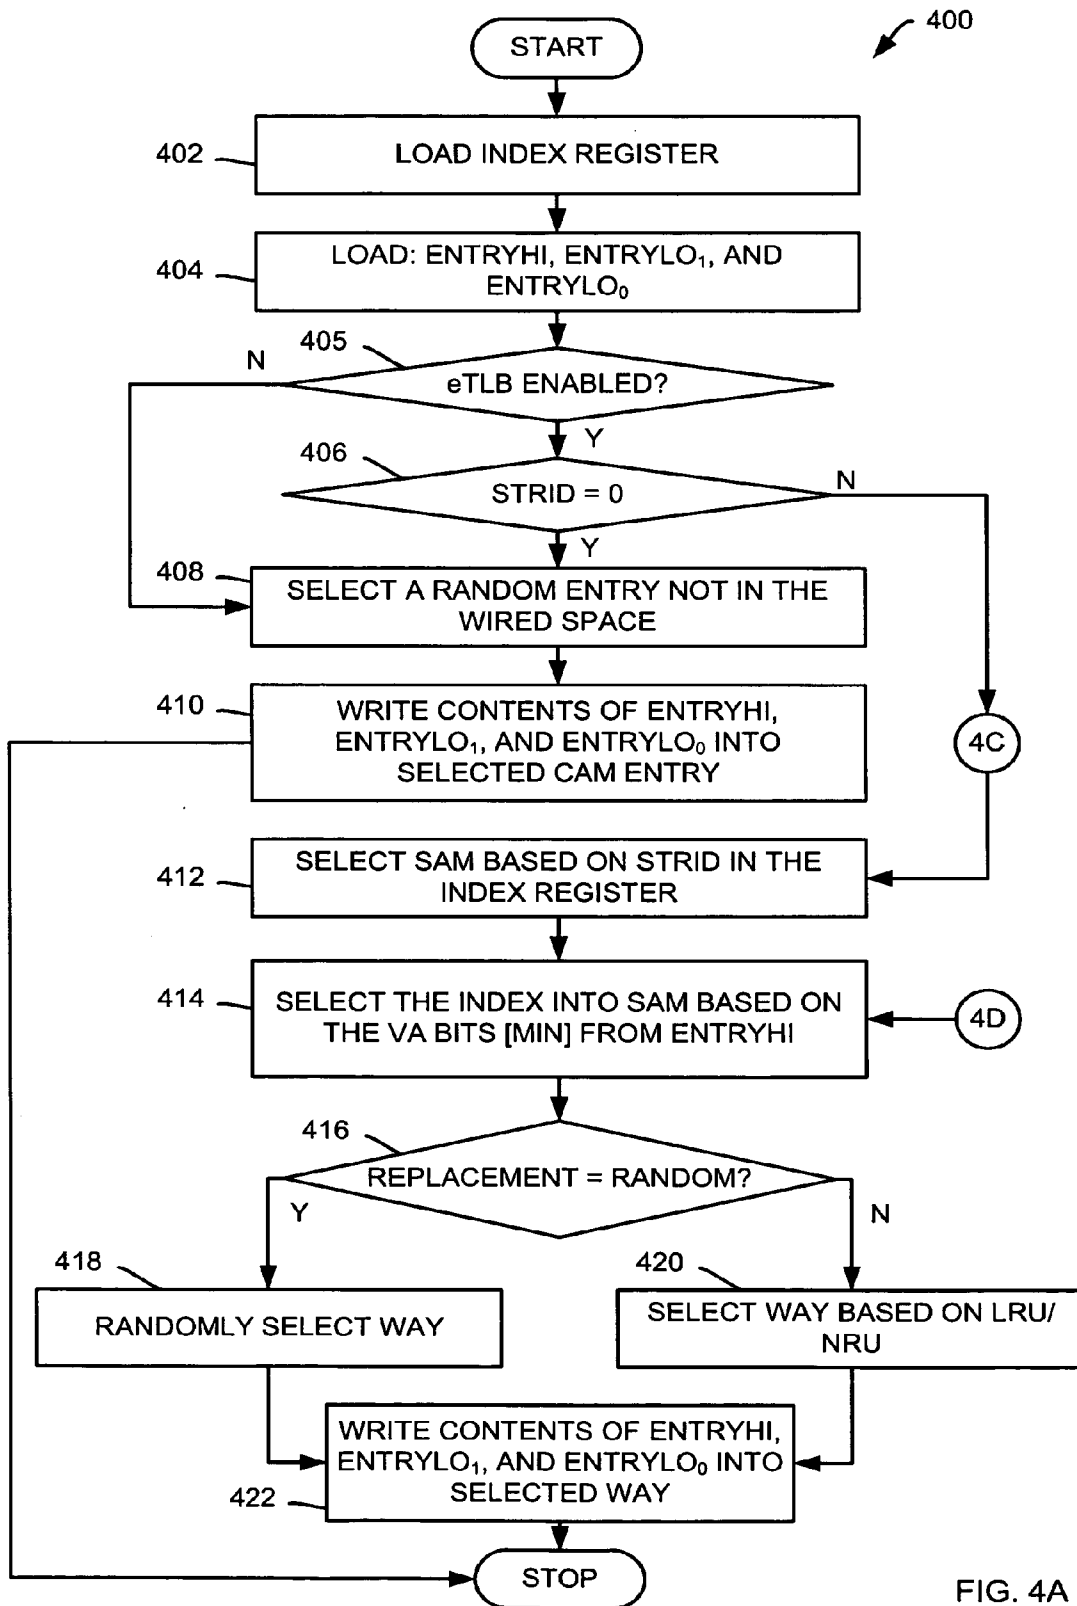 START
400
402
LOAD INDEX REGISTER
404
LOAD: ENTRYHI, ENTRYLO₁, AND
ENTRYLO₀
405
N
eTLB ENABLED?
Y
406
STRID = 0
N
Y
408
SELECT A RANDOM ENTRY NOT IN THE
WIRED SPACE
410
WRITE CONTENTS OF ENTRYHI,
ENTRYLO₁, AND ENTRYLO₀ INTO
SELECTED CAM ENTRY
4C
412
SELECT SAM BASED ON STRID IN THE
INDEX REGISTER
414
SELECT THE INDEX INTO SAM BASED ON
THE VA BITS [MIN] FROM ENTRYHI
4D
416
REPLACEMENT = RANDOM?
Y
N
418
RANDOMLY SELECT WAY
420
SELECT WAY BASED ON LRU/
NRU
WRITE CONTENTS OF ENTRYHI,
ENTRYLO₁, AND ENTRYLO₀ INTO
SELECTED WAY
422
STOP
FIG. 4A